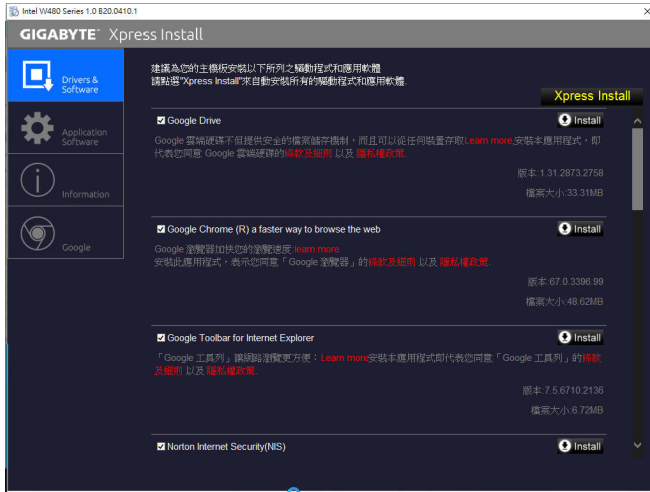 Intel W480 Series 1.0 B20.0410.1
GIGABYTE™ Xpress Install
Drivers & Software
Application Software
Information
Google
建議為您的主機板安裝以下所列之驅動程式和應用軟體
請點選"Xpress Install"來自動安裝所有的驅動程式和應用軟體.
Xpress Install
Google Drive
Install
Google 雲端硬碟不但提供安全的檔案儲存機制，而且可以從任何裝置存取Learn more.安裝本應用程式，即
代表您同意 Google 雲端硬碟的條款及細則 以及 隱私權政策.
版本:1.31.2873.2758
檔案大小:33.31MB
Google Chrome (R) a faster way to browse the web
Install
Google 瀏覽器加快您的瀏覽速度:learn more
安裝此應用程式，表示您同意「Google 瀏覽器」的條款及細則 以及 隱私權政策.
版本:67.0.3396.99
檔案大小:48.62MB
Google Toolbar for Internet Explorer
Install
「Google 工具列」讓網路瀏覽更方便：Learn more安裝本應用程式即代表您同意「Google 工具列」的條款
及細則 以及 隱私權政策.
版本:7.5.6710.2136
檔案大小:6.72MB
Norton Internet Security(NIS)
Install